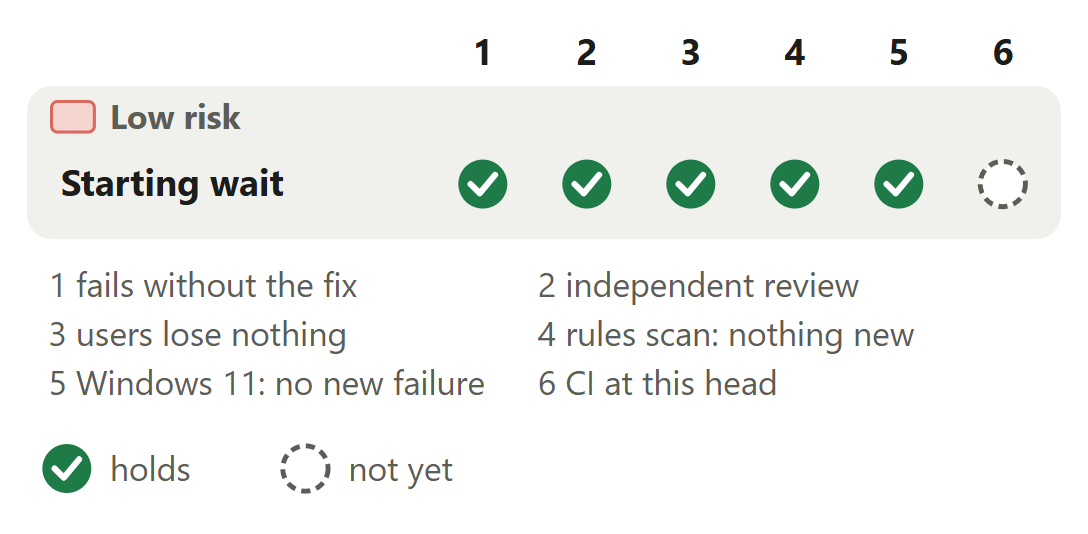 1 2 3 4 5 6
Low risk
Starting wait
1 fails without the fix 2 independent review
3 users lose nothing 4 rules scan: nothing new
5 Windows 11: no new failure 6 CI at this head
holds not yet